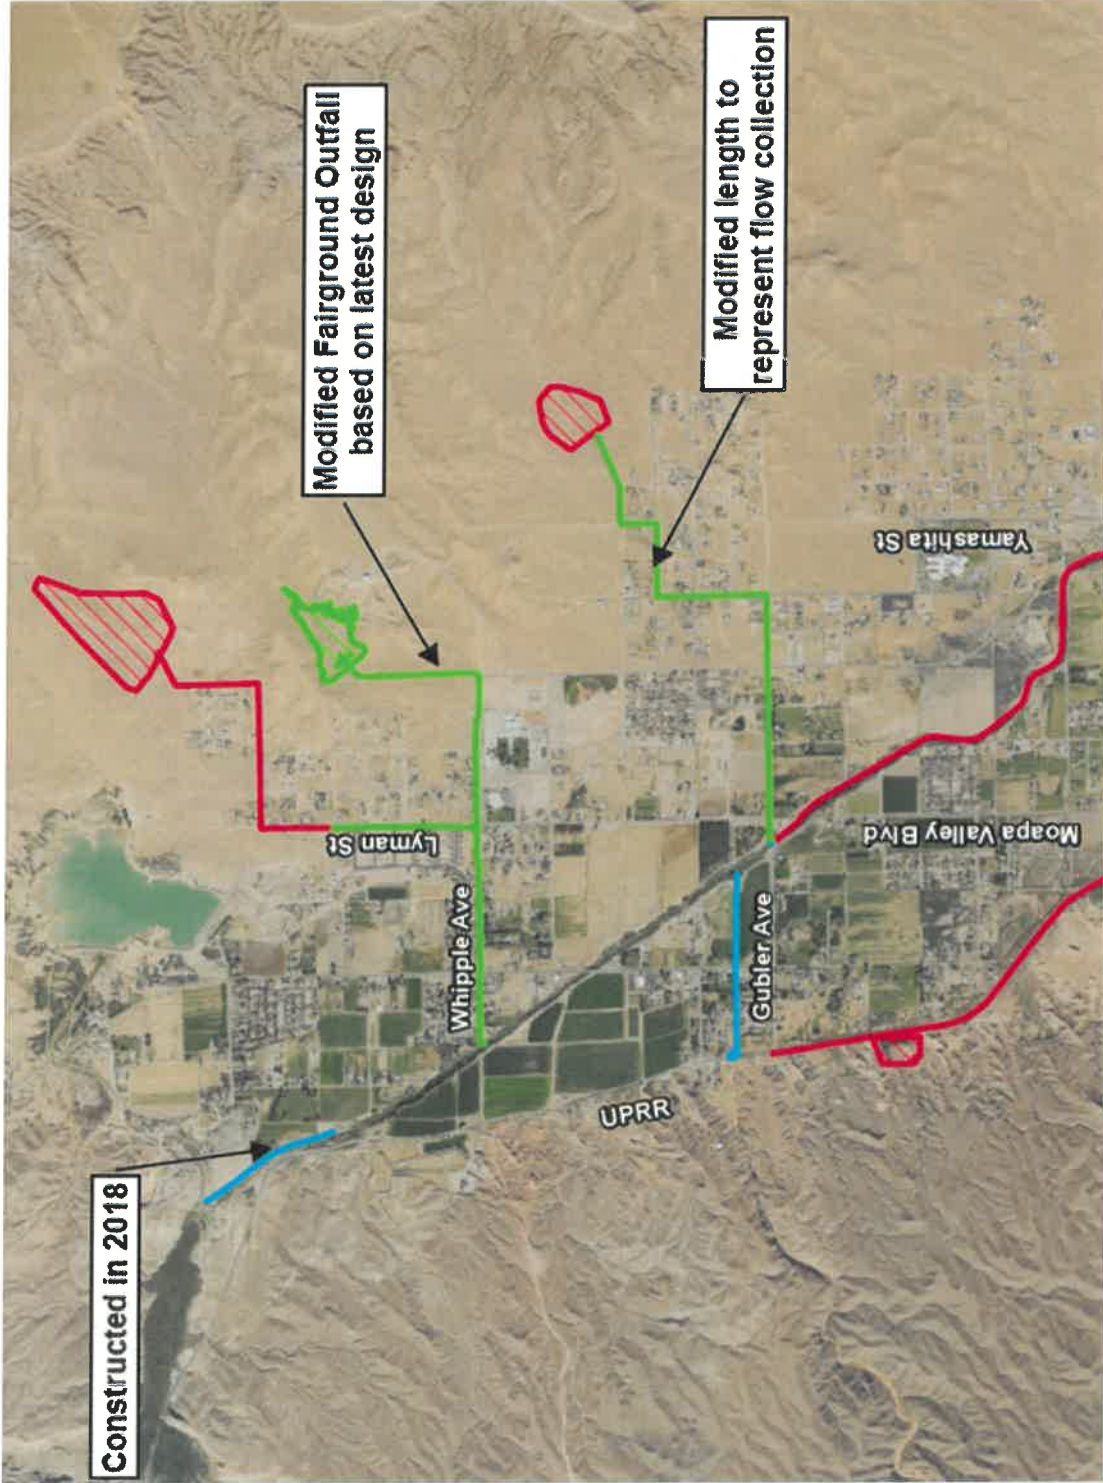 Constructed in 2018
Modified Fairground Outfall
based on latest design
Modified length to
represent flow collection
Lyman St
Whipple Ave
Gubler Ave
UPRR
Moapa Valley Blvd
Yamashita St